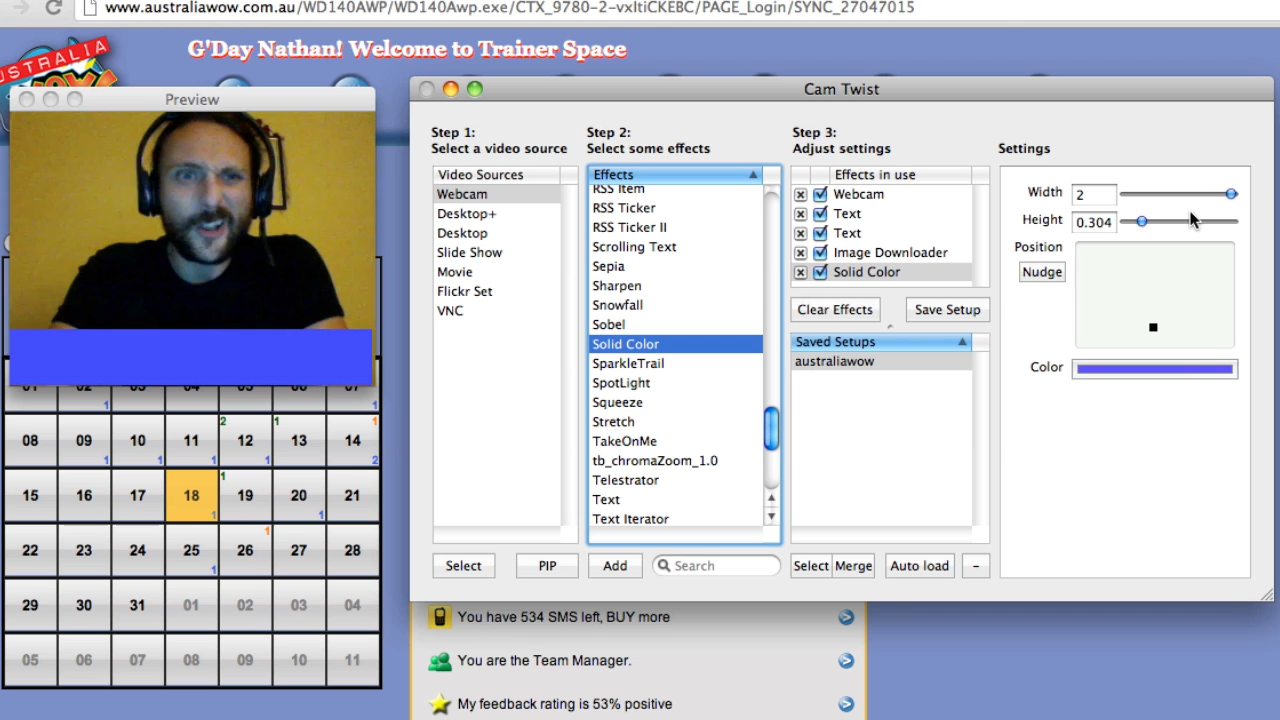 www.australiawow.com.au/WD140AWP/WD140Awp.exe/CTX_9780-2-vxItiCKEBC/PAGE_Login/SYNC_27047015
G'Day Nathan! Welcome to Trainer Space
Preview
Cam Twist
Step 1:
Select a video source
Step 2:
Select some effects
Step 3:
Adjust settings
Settings
Video Sources
Webcam
Desktop+
Desktop
Slide Show
Movie
Flickr Set
VNC
Effects
RSS Item
RSS Ticker
RSS Ticker II
Scrolling Text
Sepia
Sharpen
Snowfall
Sobel
Solid Color
SparkleTrail
SpotLight
Squeeze
Stretch
TakeOnMe
tb_chromaZoom_1.0
Telestrator
Text
Text Iterator
Effects in use
Webcam
Text
Text
Image Downloader
Solid Color
Clear Effects
Save Setup
Saved Setups
australiawow
Width 2
Height 0.304
Position
Nudge
Color
Select
PIP
Add
Search
Select
Merge
Auto load
-
08 09 10 11 12 13 14
15 16 17 18 19 20 21
22 23 24 25 26 27 28
29 30 31 01 02 03 04
05 06 07 08 09 10 11
You have 534 SMS left, BUY more
You are the Team Manager.
My feedback rating is 53% positive